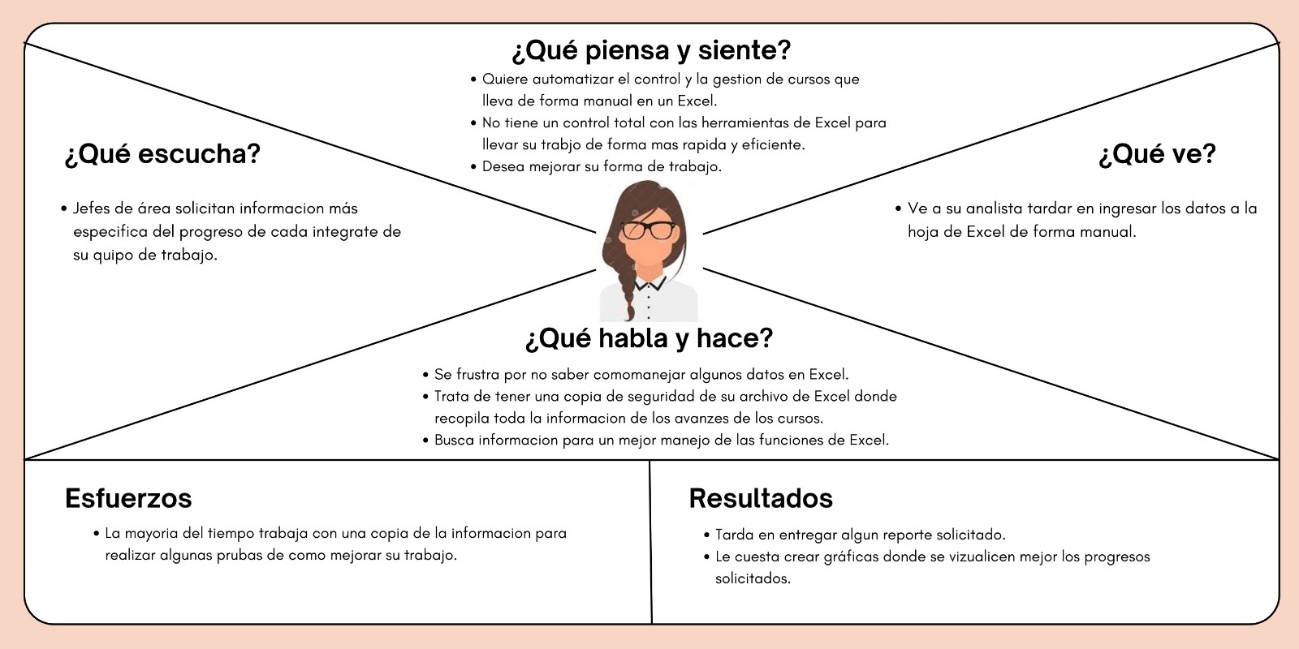 ¿Qué piensa y siente?
• Quiere automatizar el control y la gestion de cursos que
lleva de forma manual en un Excel.
• No tiene un control total con las herramientas de Excel para
llevar su trabjo de forma mas rapida y eficiente.
• Desea mejorar su forma de trabajo.
¿Qué escucha?
• Jefes de área solicitan informacion más
especifica del progreso de cada integrate de
su quipo de trabajo.
¿Qué ve?
• Ve a su analista tardar en ingresar los datos a la
hoja de Excel de forma manual.
¿Qué habla y hace?
• Se frustra por no saber comomanejar algunos datos en Excel.
• Trata de tener una copia de seguridad de su archivo de Excel donde
recopila toda la informacion de los avanzes de los cursos.
• Busca informacion para un mejor manejo de las funciones de Excel.
Esfuerzos
• La mayoria del tiempo trabaja con una copia de la informacion para
realizar algunas prubas de como mejorar su trabajo.
Resultados
• Tarda en entregar algun reporte solicitado.
• Le cuesta crear gráficas donde se vizualicen mejor los progresos
solicitados.